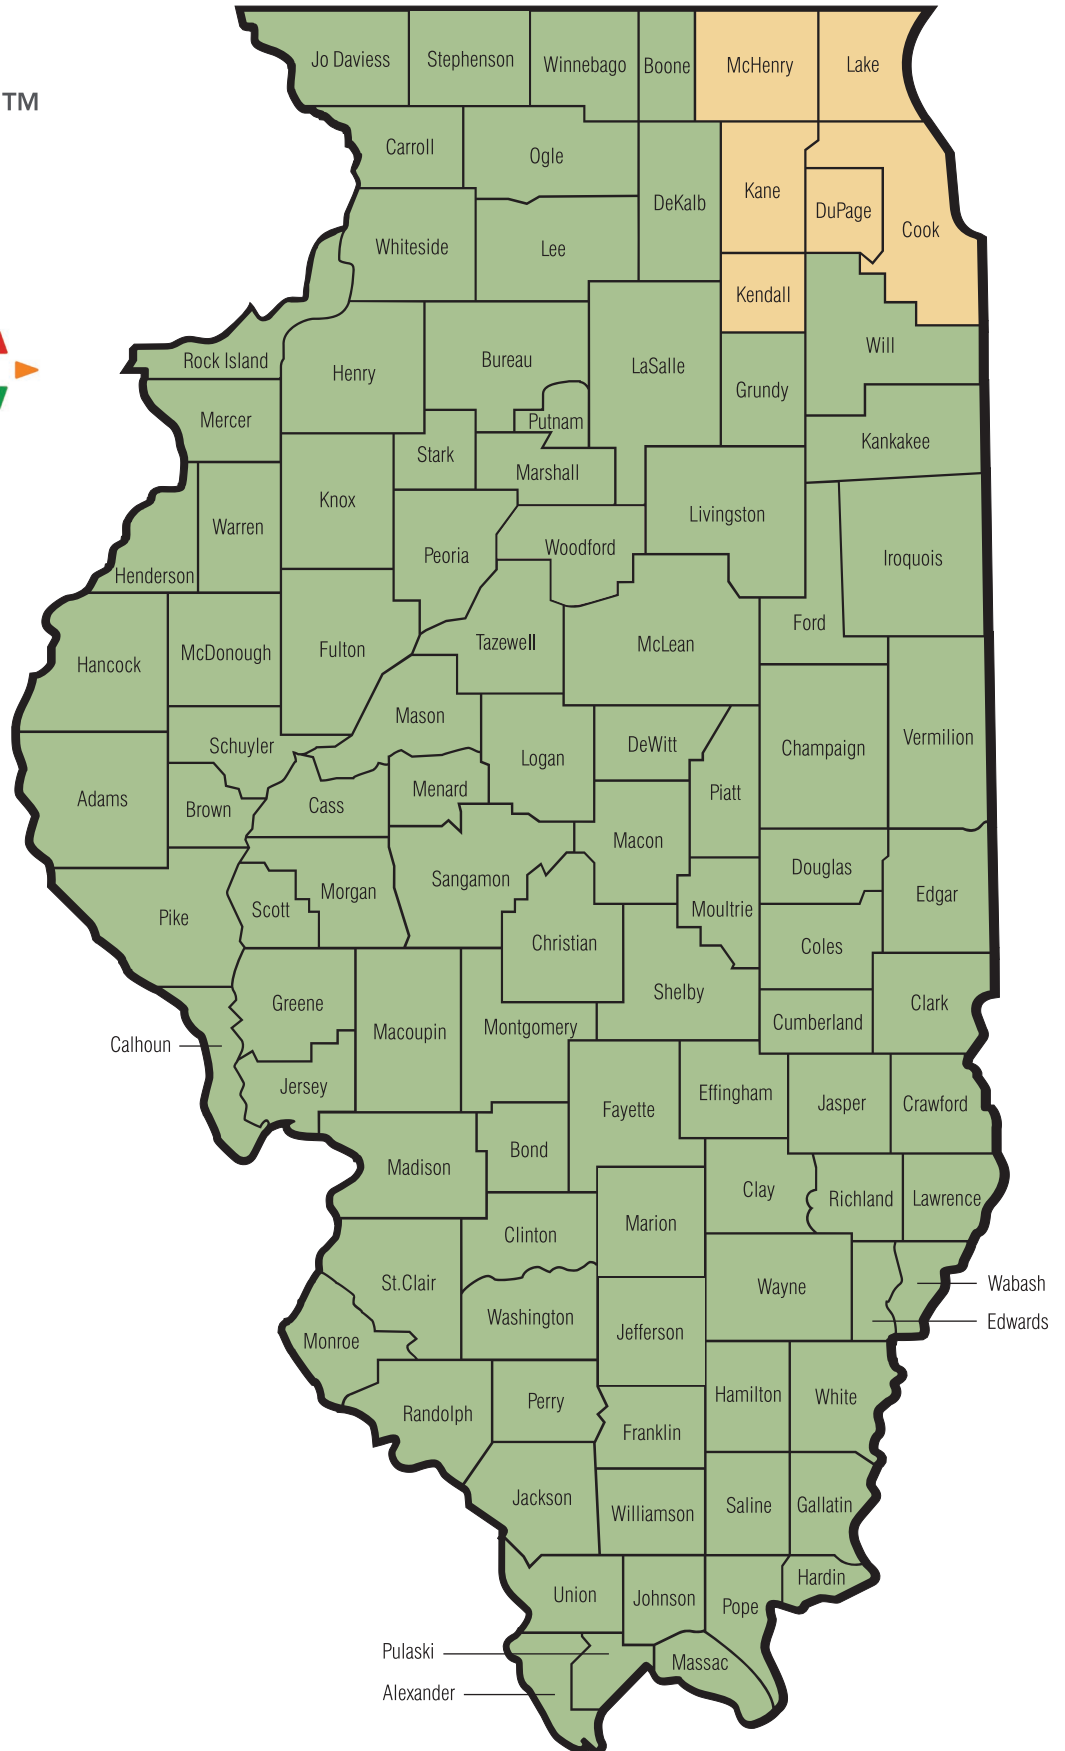 Jo Daviess
Stephenson
Winnebago
Boone
McHenry
Lake
TM
Carroll
Ogle
DeKalb
Kane
DuPage
Cook
Whiteside
Lee
Kendall
Rock Island
Henry
Bureau
LaSalle
Grundy
Will
Mercer
Putnam
Kankakee
Stark
Marshall
Knox
Warren
Livingston
Peoria
Woodford
Iroquois
Henderson
Ford
Hancock
McDonough
Fulton
Tazewell
McLean
Mason
Schuyler
Logan
DeWitt
Champaign
Vermilion
Adams
Brown
Cass
Menard
Piatt
Macon
Douglas
Pike
Scott
Morgan
Sangamon
Moultrie
Edgar
Christian
Coles
Greene
Shelby
Clark
Macoupin
Montgomery
Cumberland
Calhoun
Jersey
Fayette
Effingham
Jasper
Crawford
Madison
Bond
Clay
Richland
Lawrence
Clinton
Marion
St.Clair
Wayne
Wabash
Washington
Edwards
Monroe
Jefferson
Randolph
Perry
Hamilton
White
Franklin
Jackson
Williamson
Saline
Gallatin
Union
Johnson
Pope
Hardin
Pulaski
Massac
Alexander